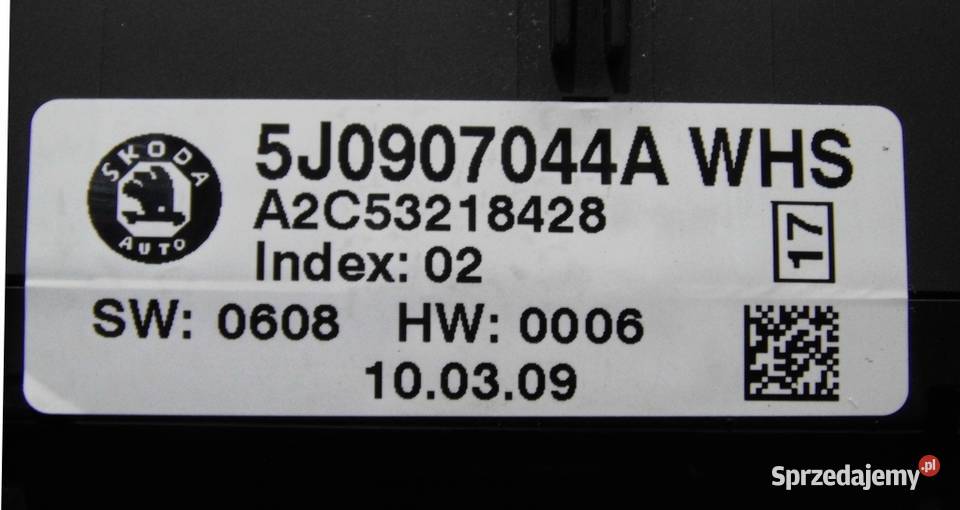 SKODA
AUTO
5J0907044A WHS
A2C53218428
17
Index: 02
SW: 0608 HW: 0006
10.03.09
Sprzedajemy.pl